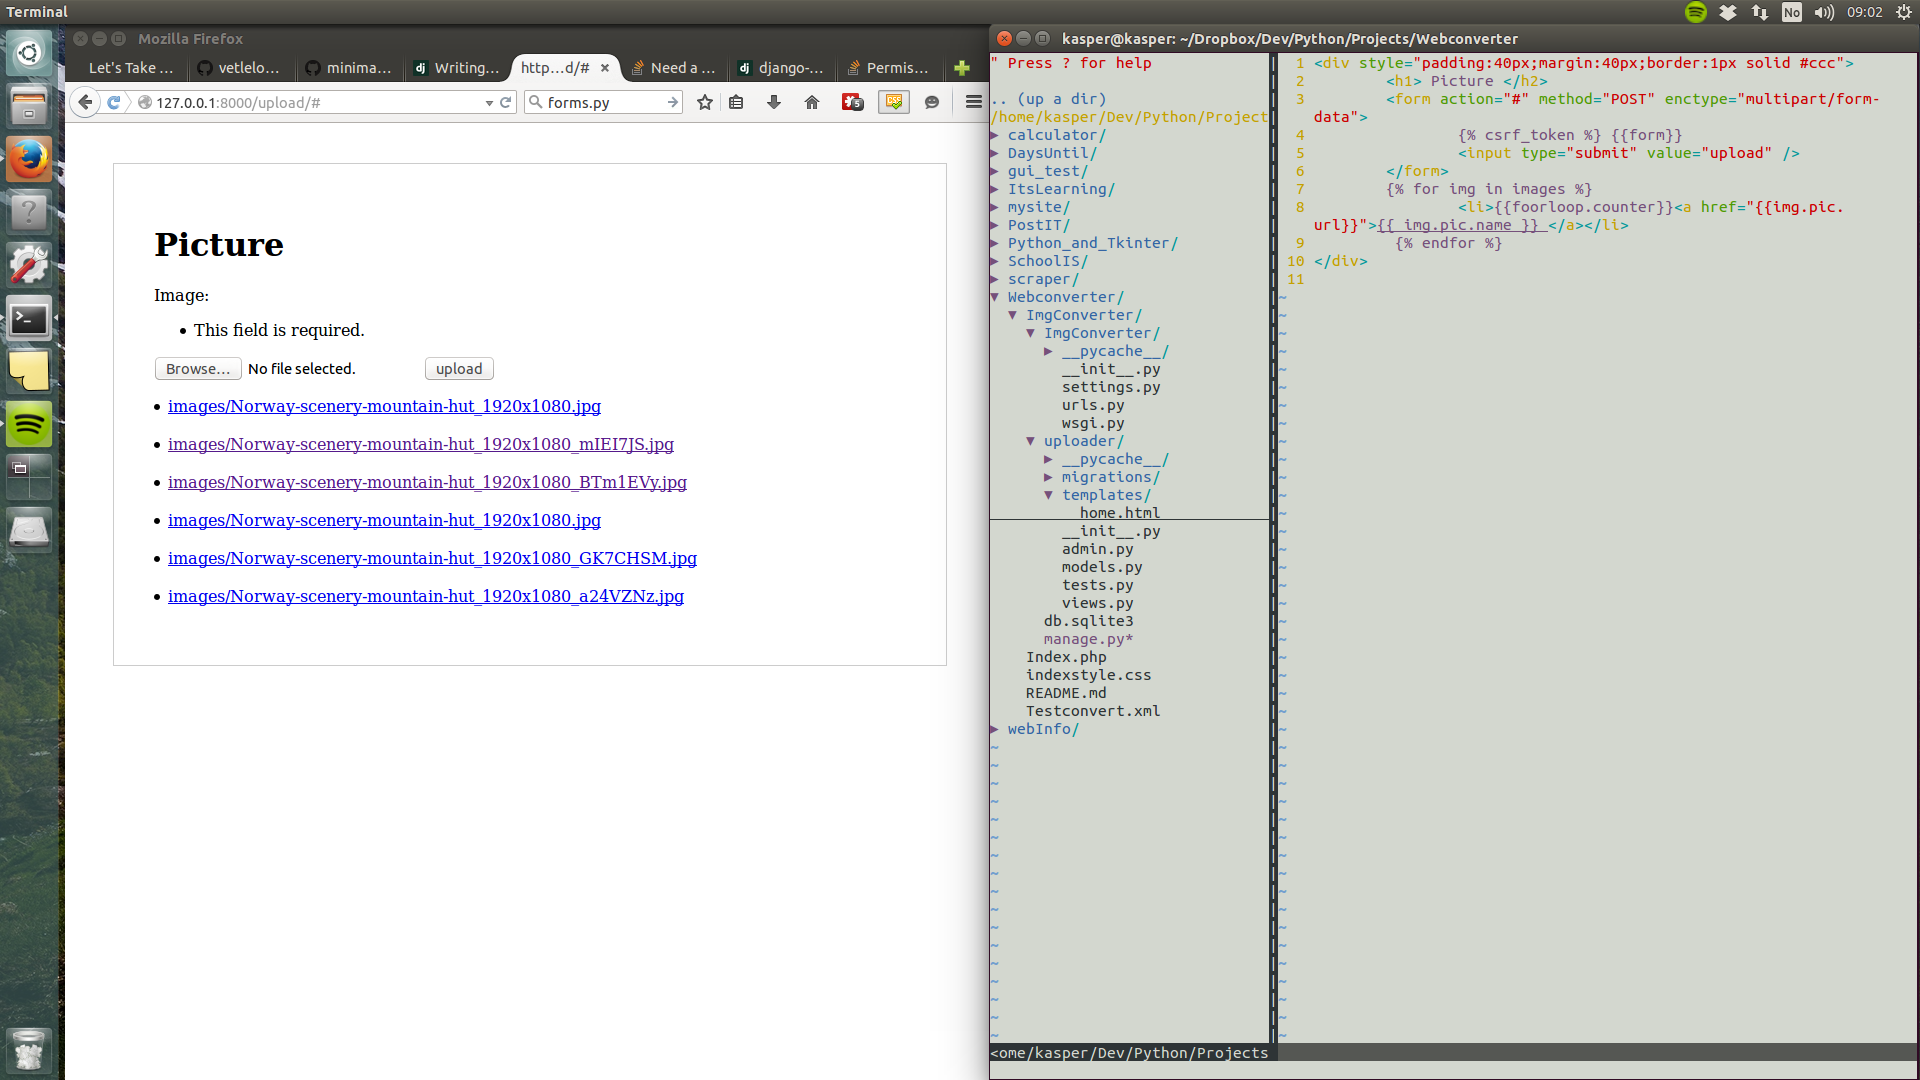 Terminal
No
09:02
Mozilla Firefox
Let's Take ...
vetlelo...
minima...
Writing...
http...d/#
Need a ...
django-...
Permis...
127.0.0.1:8000/upload/#
forms.py
Picture
Image:
This field is required.
Browse...
No file selected.
upload
images/Norway-scenery-mountain-hut_1920x1080.jpg
images/Norway-scenery-mountain-hut_1920x1080_mIEI7JS.jpg
images/Norway-scenery-mountain-hut_1920x1080_BTm1EVy.jpg
images/Norway-scenery-mountain-hut_1920x1080.jpg
images/Norway-scenery-mountain-hut_1920x1080_GK7CHSM.jpg
images/Norway-scenery-mountain-hut_1920x1080_a24VZNz.jpg
kasper@kasper: ~/Dropbox/Dev/Python/Projects/Webconverter
" Press ? for help
.. (up a dir)
/home/kasper/Dev/Python/Project
▶ calculator/
▶ DaysUntil/
▶ gui_test/
▶ ItsLearning/
▶ mysite/
▶ PostIT/
▶ Python_and_Tkinter/
▶ SchoolIS/
▶ scraper/
▼ Webconverter/
▼ ImgConverter/
▼ ImgConverter/
▶ __pycache__/
__init__.py
settings.py
urls.py
wsgi.py
▼ uploader/
▶ __pycache__/
▶ migrations/
▼ templates/
home.html
__init__.py
admin.py
models.py
tests.py
views.py
db.sqlite3
manage.py*
Index.php
indexstyle.css
README.md
Testconvert.xml
▶ webInfo/
<ome/kasper/Dev/Python/Projects
1 <div style="padding:40px;margin:40px;border:1px solid #ccc">
2 <h1> Picture </h2>
3 <form action="#" method="POST" enctype="multipart/form-
data">
4 {% csrf_token %} {{form}}
5 <input type="submit" value="upload" />
6 </form>
7 {% for img in images %}
8 <li>{{foorloop.counter}}<a href="{{img.pic.
url}}">{{ img.pic.name }} </a></li>
9 {% endfor %}
10 </div>
11